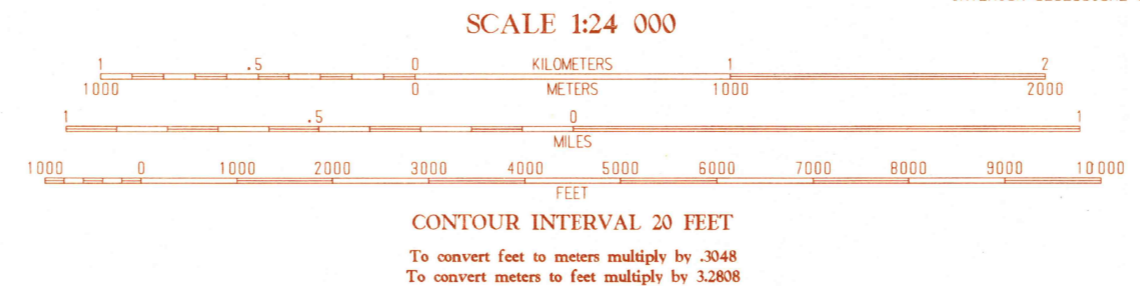 SCALE 1:24 000
1 .5 0 KILOMETERS 1 2
1000 0 METERS 1000 2000
1 .5 0 1
MILES
1000 0 1000 2000 3000 4000 5000 6000 7000 8000 9000 10 000
FEET
CONTOUR INTERVAL 20 FEET
To convert feet to meters multiply by .3048
To convert meters to feet multiply by 3.2808